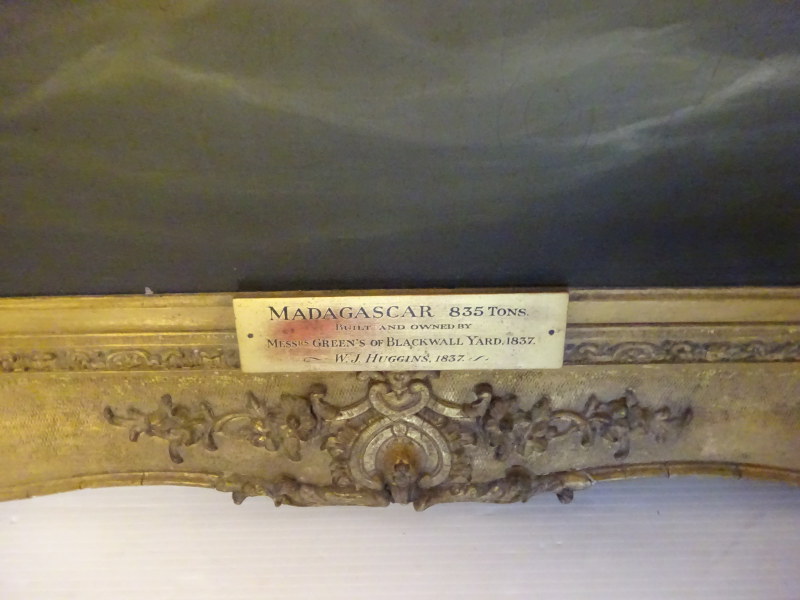 MADAGASCAR 835 TONS.
BUILT AND OWNED BY
MESSRS GREEN'S OF BLACKWALL YARD, 1837.
W. J. HUGGINS, 1837.